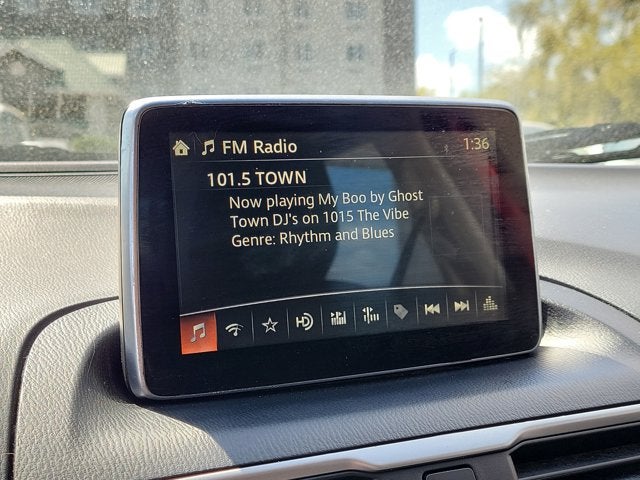 FM Radio 1:36
101.5 TOWN
Now playing My Boo by Ghost
Town DJ's on 1015 The Vibe
Genre: Rhythm and Blues
HD